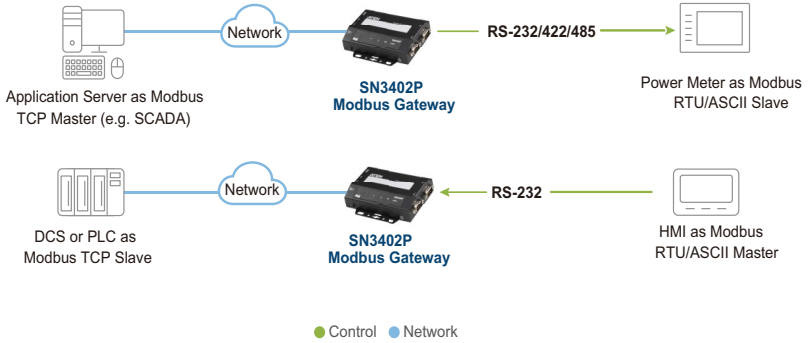 Network
RS-232/422/485
SN3402P
Modbus Gateway
Application Server as Modbus
TCP Master (e.g. SCADA)
Power Meter as Modbus
RTU/ASCII Slave
Network
RS-232
SN3402P
Modbus Gateway
DCS or PLC as
Modbus TCP Slave
HMI as Modbus
RTU/ASCII Master
Control
Network